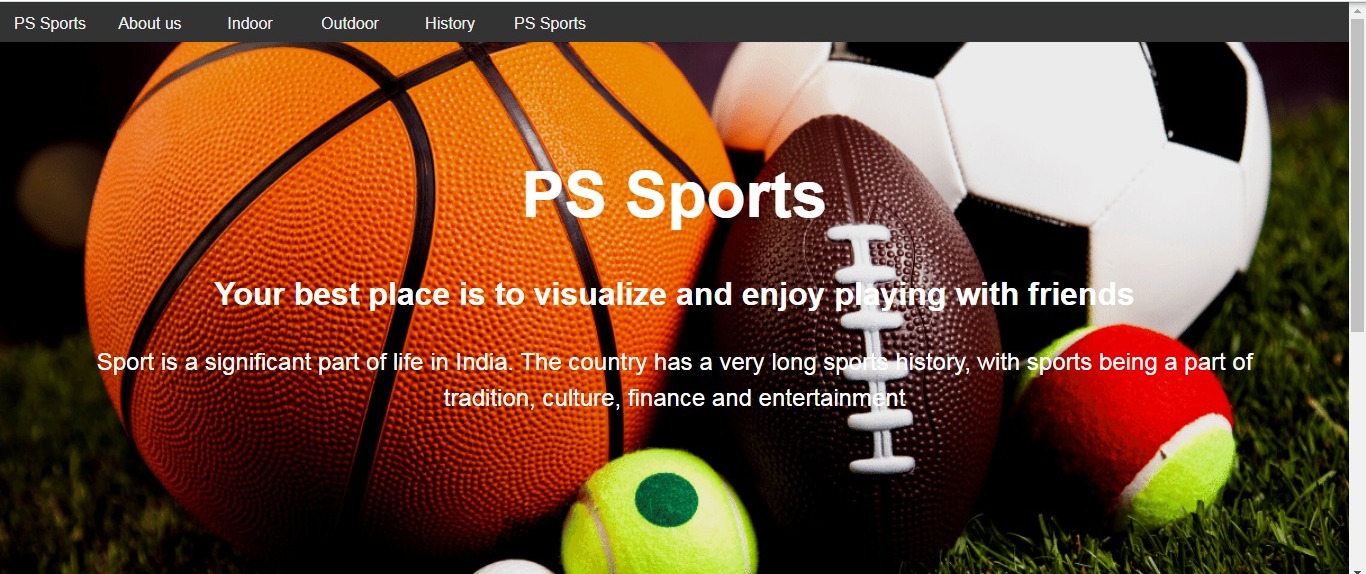 PS Sports About us Indoor Outdoor History PS Sports
PS Sports
Your best place is to visualize and enjoy playing with friends
Sport is a significant part of life in India. The country has a very long sports history, with sports being a part of
tradition, culture, finance and entertainment